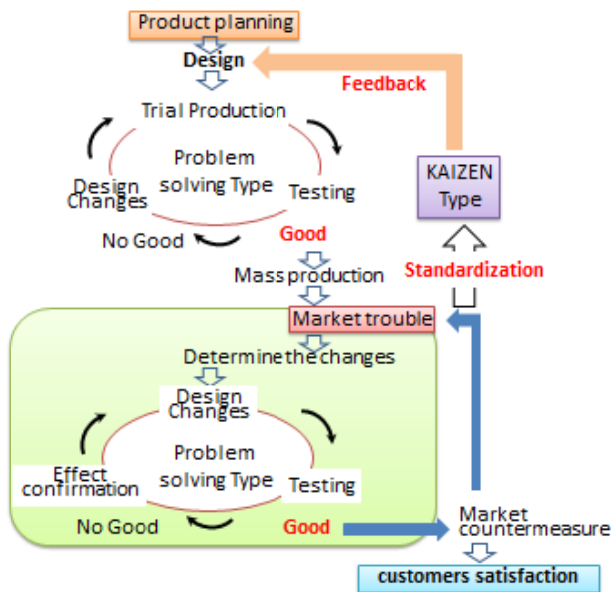 Product planning
Design
Feedback
Trial Production
Problem
solving Type
Design
Changes
Testing
KAIZEN
Type
No Good
Good
Standardization
Mass production
Market trouble
Determine the changes
Design
Changes
Problem
solving Type
Effect
confirmation
Testing
No Good
Good
Market
countermeasure
customers satisfaction